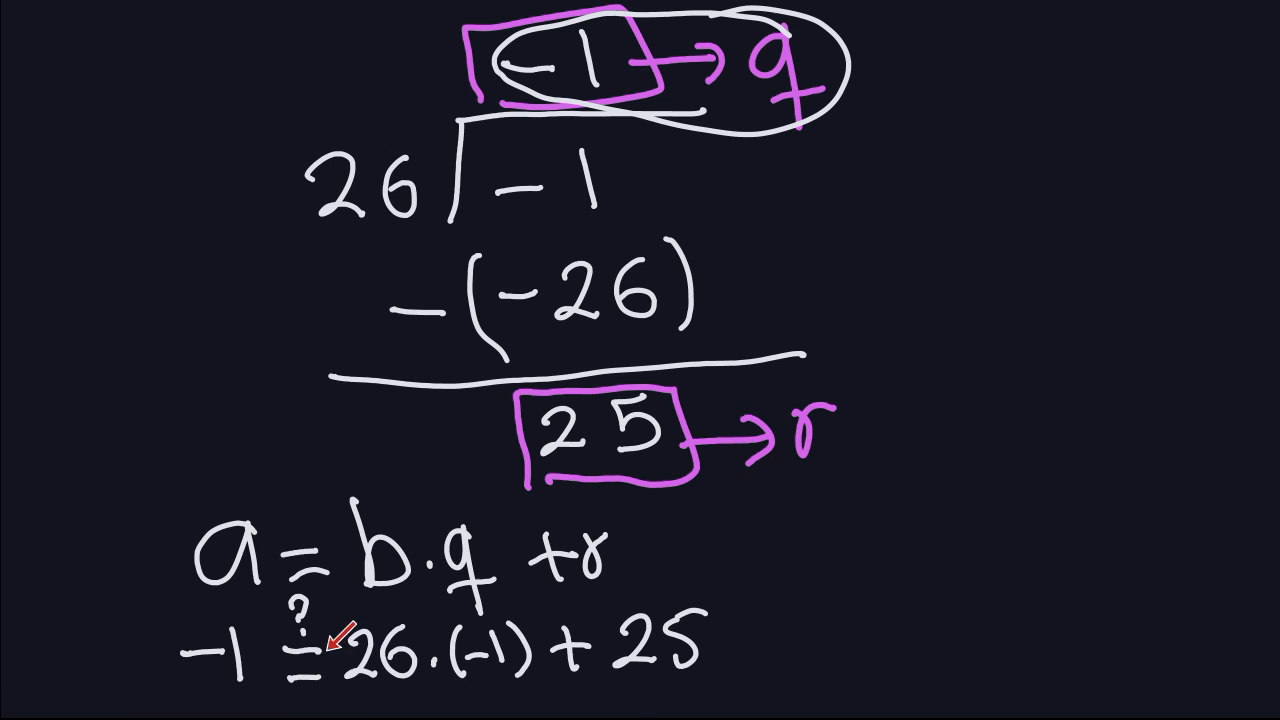 -1 → q
26 -1
-(-26)
25 → r
a = b·q + r
?
-1 = 26·(-1) + 25